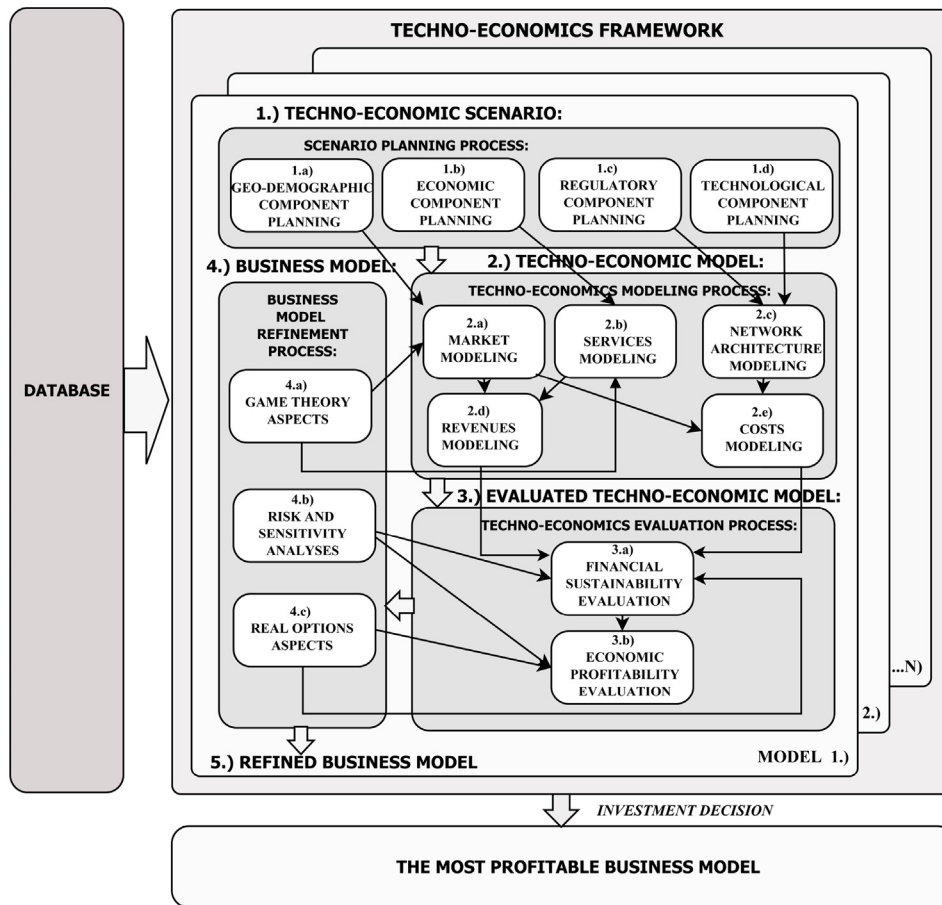 TECHNO-ECONOMICS FRAMEWORK
1.) TECHNO-ECONOMIC SCENARIO:
SCENARIO PLANNING PROCESS:
1.a)
GEO-DEMOGRAPHIC
COMPONENT
PLANNING
1.b)
ECONOMIC
COMPONENT
PLANNING
1.c)
REGULATORY
COMPONENT
PLANNING
1.d)
TECHNOLOGICAL
COMPONENT
PLANNING
4.) BUSINESS MODEL:
2.) TECHNO-ECONOMIC MODEL:
BUSINESS
MODEL
REFINEMENT
PROCESS:
TECHNO-ECONOMICS MODELING PROCESS:
2.a)
MARKET
MODELING
2.b)
SERVICES
MODELING
2.c)
NETWORK
ARCHITECTURE
MODELING
DATABASE
4.a)
GAME THEORY
ASPECTS
2.d)
REVENUES
MODELING
2.e)
COSTS
MODELING
3.) EVALUATED TECHNO-ECONOMIC MODEL:
4.b)
RISK AND
SENSITIVITY
ANALYSES
TECHNO-ECONOMICS EVALUATION PROCESS:
3.a)
FINANCIAL
SUSTAINABILITY
EVALUATION
4.c)
REAL OPTIONS
ASPECTS
3.b)
ECONOMIC
PROFITABILITY
EVALUATION
...N)
2.)
MODEL 1.)
5.) REFINED BUSINESS MODEL
INVESTMENT DECISION
THE MOST PROFITABLE BUSINESS MODEL